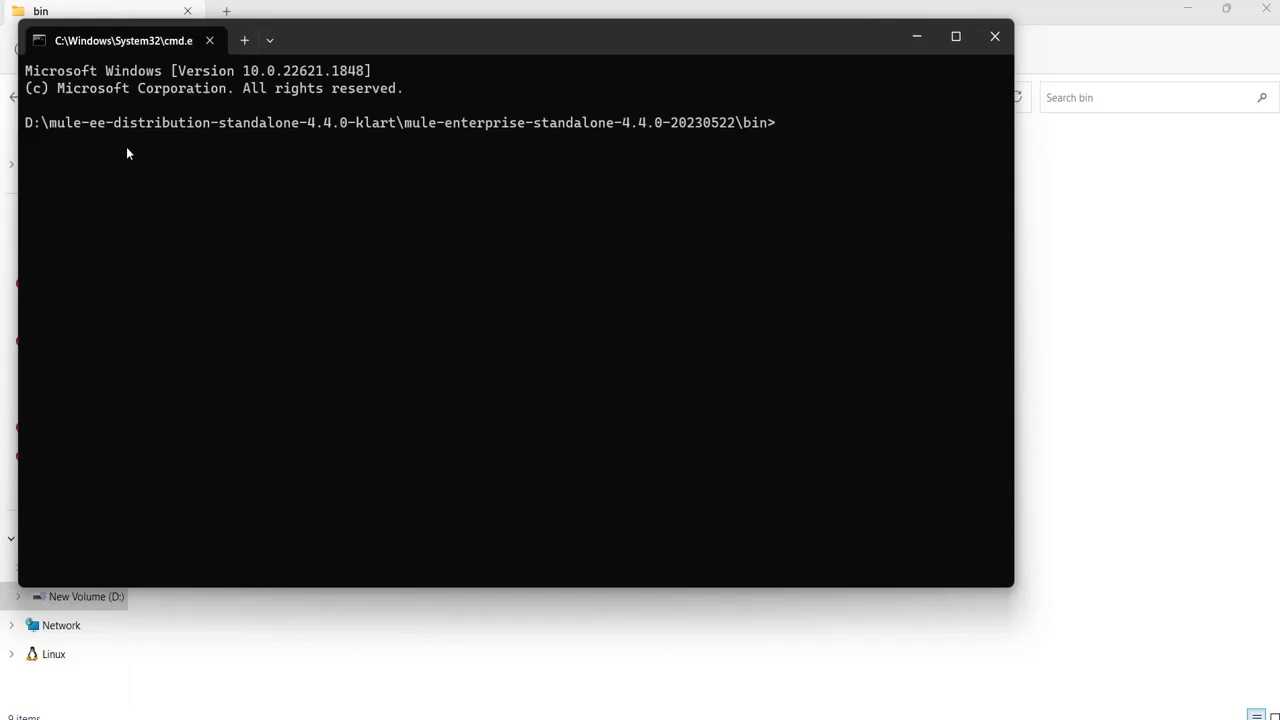 bin
C:\Windows\System32\cmd.e
Microsoft Windows [Version 10.0.22621.1848]
(c) Microsoft Corporation. All rights reserved.
Search bin
D:\mule-ee-distribution-standalone-4.4.0-klart\mule-enterprise-standalone-4.4.0-20230522\bin>
New Volume (D:)
Network
Linux
9 items